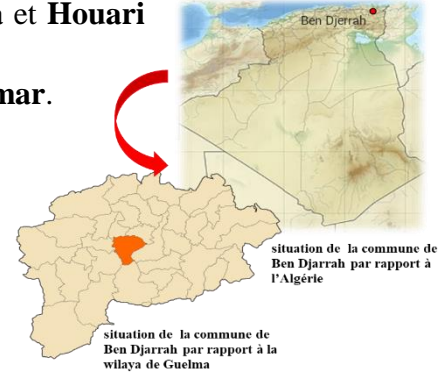 et Houari
mar.
Ben Djerrah
situation de la commune de
Ben Djarrah par rapport à
l'Algérie
situation de la commune de
Ben Djarrah par rapport à la
wilaya de Guelma